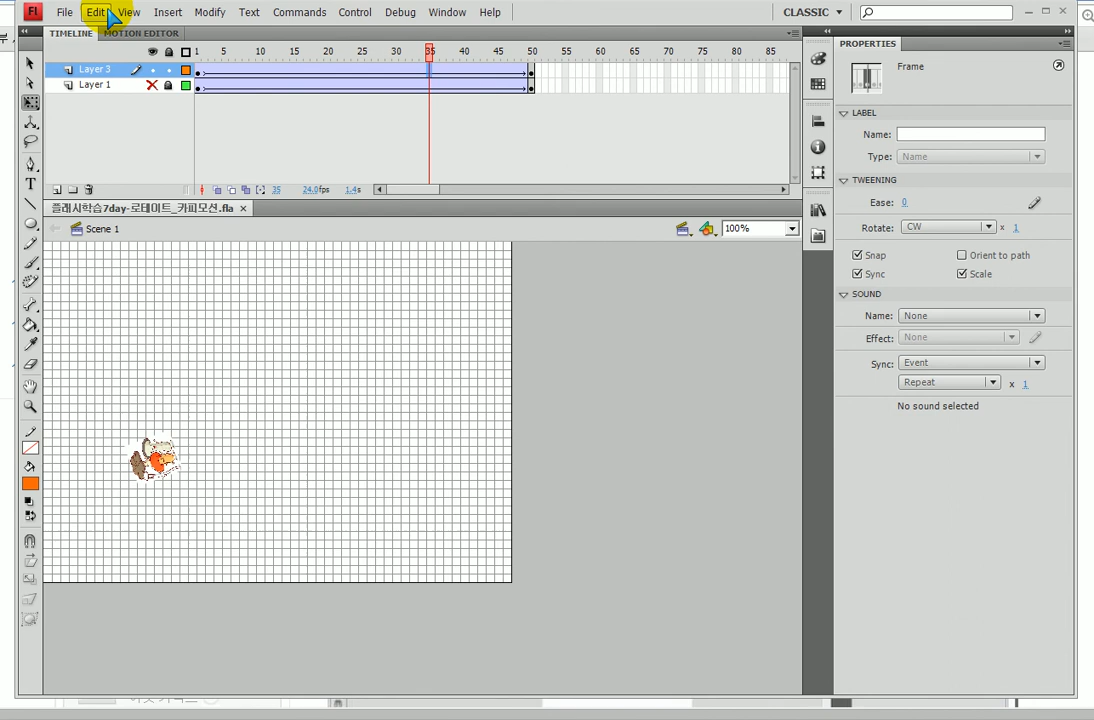 Fl File Edit View Insert Modify Text Commands Control Debug Window Help CLASSIC
TIMELINE MOTION EDITOR
1 5 10 15 20 25 30 35 40 45 50 55 60 65 70 75 80 85
Layer 3
Layer 1
35 24.0fps 1.4s
플래시학습7day-로테이트_카피모션.fla
Scene 1
100%
PROPERTIES
Frame
LABEL
Name:
Type: Name
TWEENING
Ease: 0
Rotate: CW x 1
Snap Orient to path
Sync Scale
SOUND
Name: None
Effect: None
Sync: Event
Repeat x 1
No sound selected